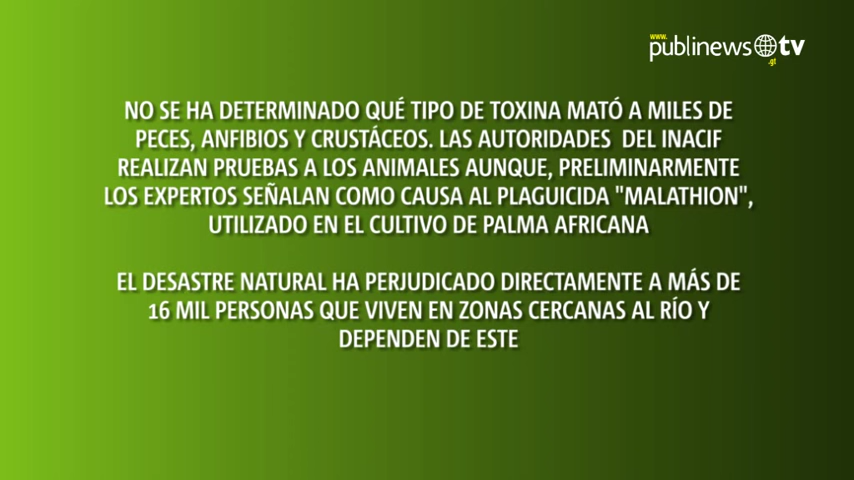 www.
publinews tv
.gt
NO SE HA DETERMINADO QUÉ TIPO DE TOXINA MATÓ A MILES DE
PECES, ANFIBIOS Y CRUSTÁCEOS. LAS AUTORIDADES DEL INACIF
REALIZAN PRUEBAS A LOS ANIMALES AUNQUE, PRELIMINARMENTE
LOS EXPERTOS SEÑALAN COMO CAUSA AL PLAGUICIDA "MALATHION",
UTILIZADO EN EL CULTIVO DE PALMA AFRICANA
EL DESASTRE NATURAL HA PERJUDICADO DIRECTAMENTE A MÁS DE
16 MIL PERSONAS QUE VIVEN EN ZONAS CERCANAS AL RÍO Y
DEPENDEN DE ESTE